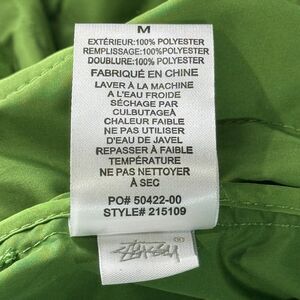 M
EXTÉRIEUR:100% POLYESTER
REMPLISSAGE:100% POLYESTER
DOUBLURE:100% POLYESTER
FABRIQUÉ EN CHINE
LAVER À LA MACHINE
A L'EAU FROIDE
SÉCHAGE PAR
CULBUTAGEÀ
CHALEUR FAIBLE
NE PAS UTILISER
D'EAU DE JAVEL
REPASSER À FAIBLE
TEMPÉRATURE
NE PAS NETTOYER
À SEC
PO# 50422-00
STYLE# 215109
STÜSSY